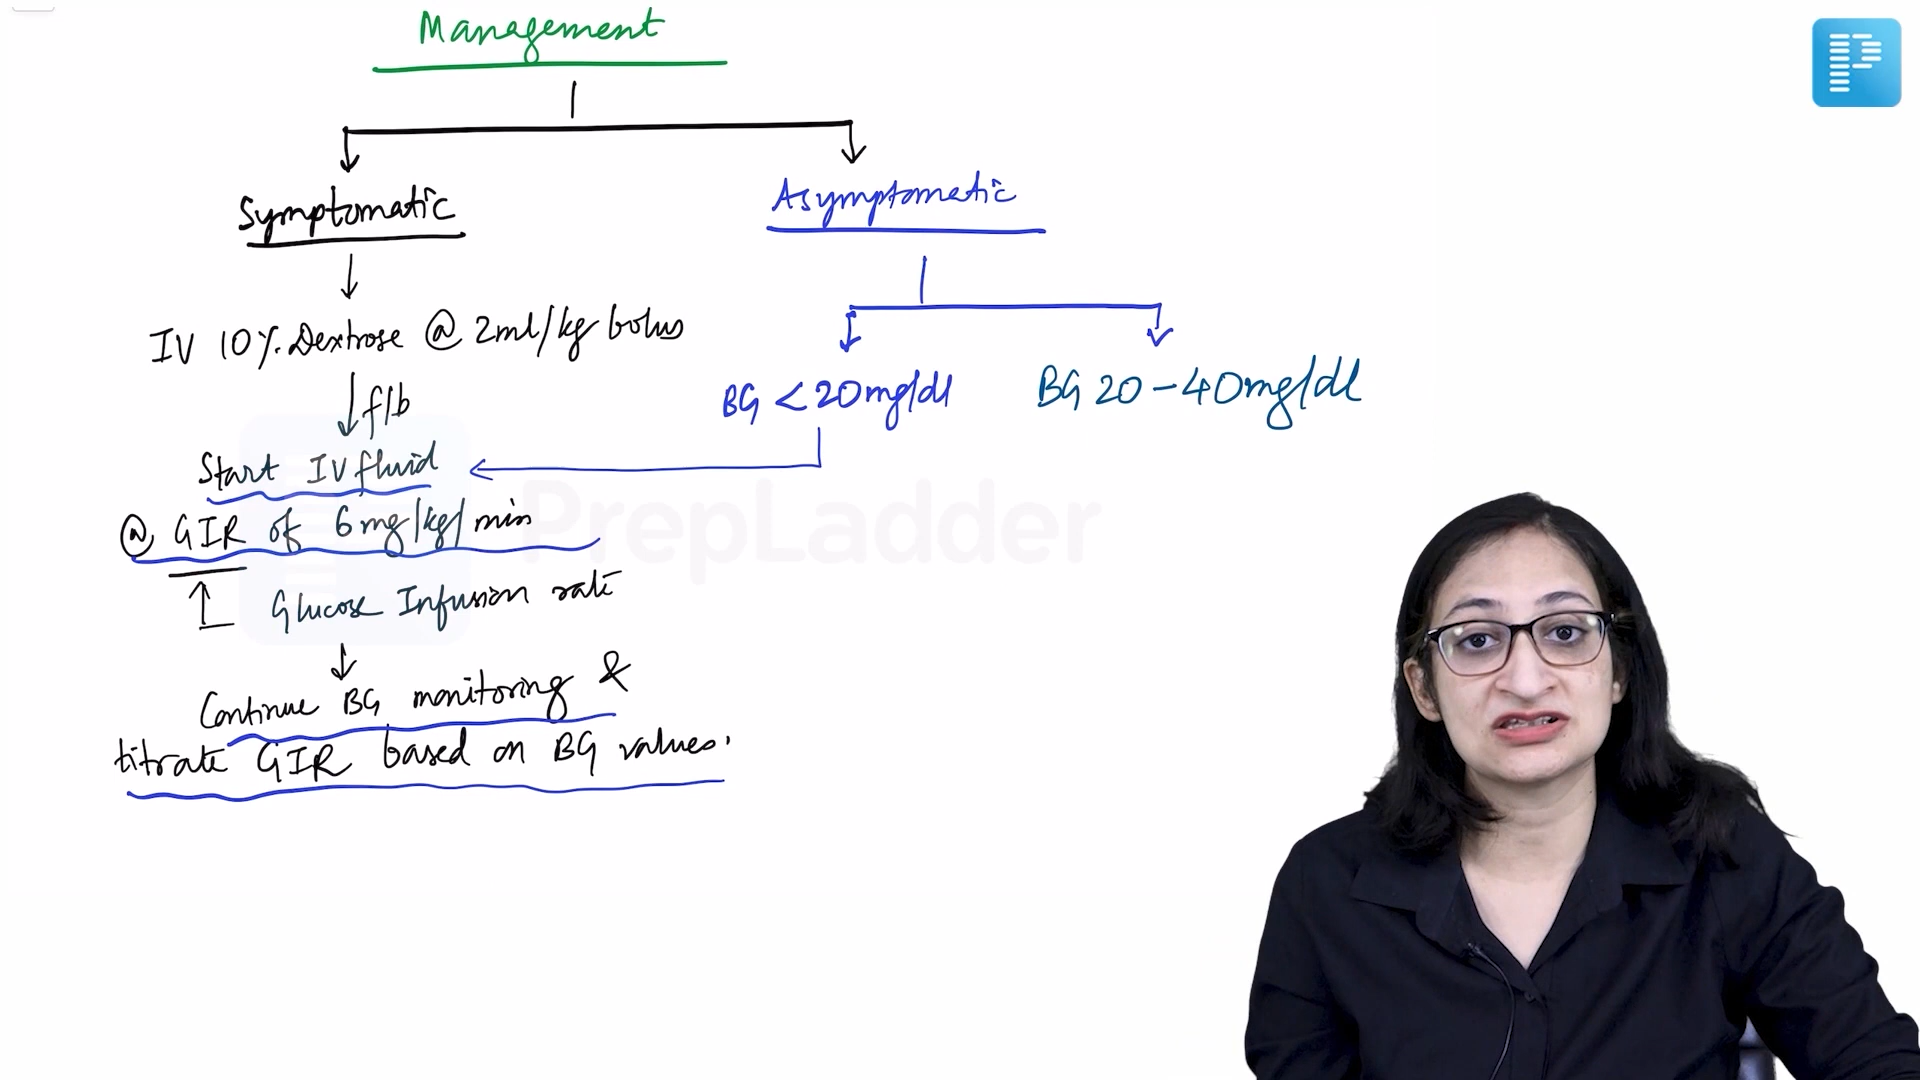 Management
Symptomatic
Asymptomatic
IV 10% Dextrose @ 2ml/kg bolus
f/b
BG <20mg/dl
BG 20-40mg/dl
Start IV fluid
@ GIR of 6mg/kg/min
Glucose Infusion rate
Continue BG monitoring &
titrate GIR based on BG values.
PrepLadder